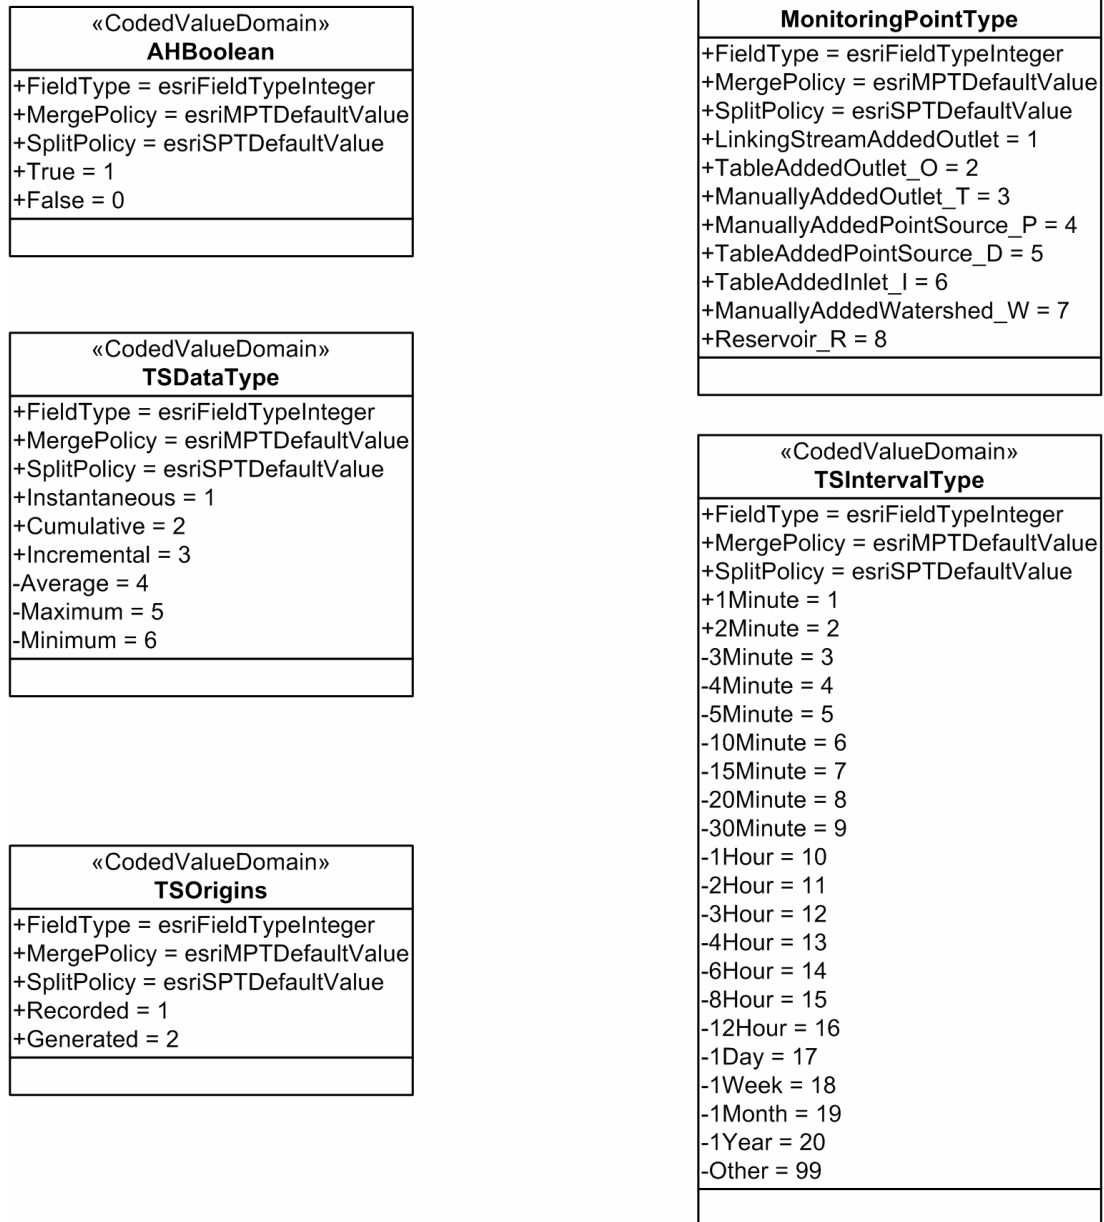 «CodedValueDomain»
AHBoolean
+FieldType = esriFieldTypeInteger
+MergePolicy = esriMPTDefaultValue
+SplitPolicy = esriSPTDefaultValue
+True = 1
+False = 0
«CodedValueDomain»
TSDataType
+FieldType = esriFieldTypeInteger
+MergePolicy = esriMPTDefaultValue
+SplitPolicy = esriSPTDefaultValue
+Instantaneous = 1
+Cumulative = 2
+Incremental = 3
-Average = 4
-Maximum = 5
-Minimum = 6
«CodedValueDomain»
TSOrigins
+FieldType = esriFieldTypeInteger
+MergePolicy = esriMPTDefaultValue
+SplitPolicy = esriSPTDefaultValue
+Recorded = 1
+Generated = 2
MonitoringPointType
+FieldType = esriFieldTypeInteger
+MergePolicy = esriMPTDefaultValue
+SplitPolicy = esriSPTDefaultValue
+LinkingStreamAddedOutlet = 1
+TableAddedOutlet_O = 2
+ManuallyAddedOutlet_T = 3
+ManuallyAddedPointSource_P = 4
+TableAddedPointSource_D = 5
+TableAddedInlet_I = 6
+ManuallyAddedWatershed_W = 7
+Reservoir_R = 8
«CodedValueDomain»
TSIntervalType
+FieldType = esriFieldTypeInteger
+MergePolicy = esriMPTDefaultValue
+SplitPolicy = esriSPTDefaultValue
+1Minute = 1
+2Minute = 2
-3Minute = 3
-4Minute = 4
-5Minute = 5
-10Minute = 6
-15Minute = 7
-20Minute = 8
-30Minute = 9
-1Hour = 10
-2Hour = 11
-3Hour = 12
-4Hour = 13
-6Hour = 14
-8Hour = 15
-12Hour = 16
-1Day = 17
-1Week = 18
-1Month = 19
-1Year = 20
-Other = 99